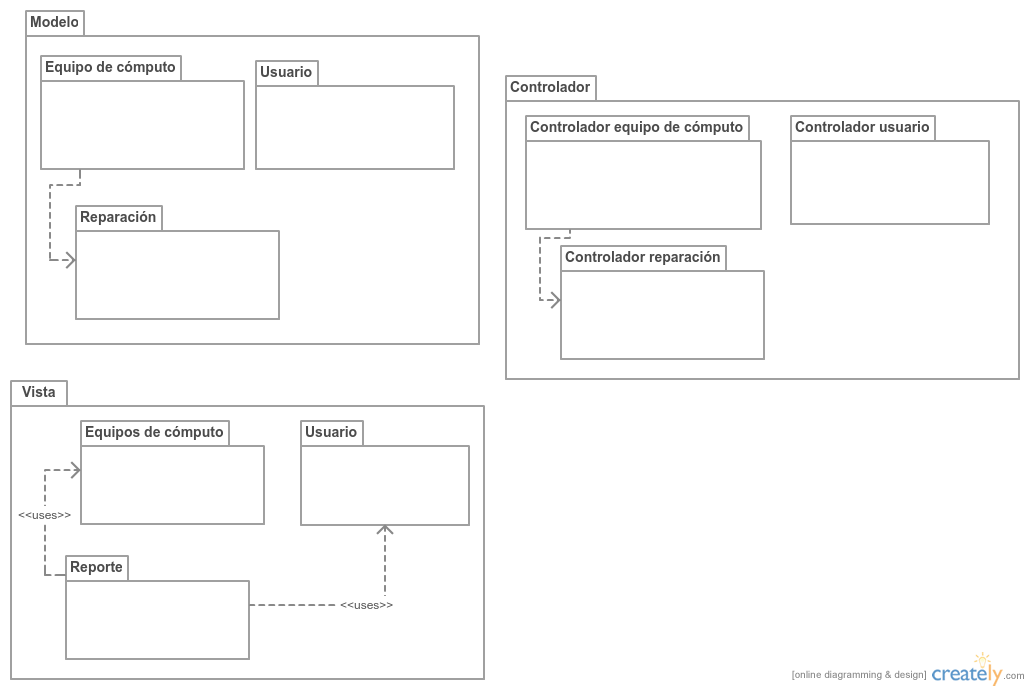 Modelo
Equipo de cómputo
Usuario
Reparación
Controlador
Controlador equipo de cómputo
Controlador usuario
Controlador reparación
Vista
Equipos de cómputo
Usuario
<<uses>>
Reporte
<<uses>>
[online diagramming & design] creately.com